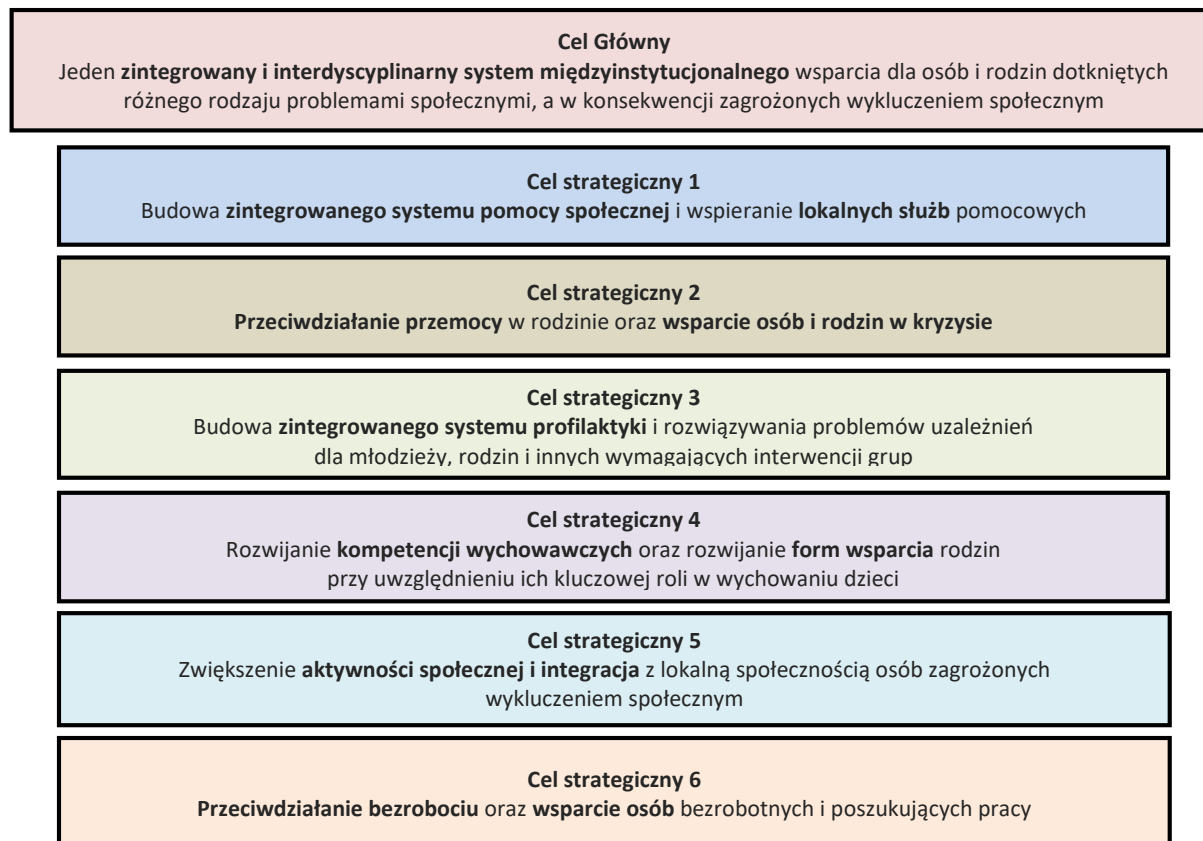 Cel Główny
Jeden zintegrowany i interdyscyplinarny system międzyinstytucjonalnego wsparcia dla osób i rodzin dotkniętych
różnego rodzaju problemami społecznymi, a w konsekwencji zagrożonych wykluczeniem społecznym
Cel strategiczny 1
Budowa zintegrowanego systemu pomocy społecznej i wspieranie lokalnych służb pomocowych
Cel strategiczny 2
Przeciwdziałanie przemocy w rodzinie oraz wsparcie osób i rodzin w kryzysie
Cel strategiczny 3
Budowa zintegrowanego systemu profilaktyki i rozwiązywania problemów uzależnień
dla młodzieży, rodzin i innych wymagających interwencji grup
Cel strategiczny 4
Rozwijanie kompetencji wychowawczych oraz rozwijanie form wsparcia rodzin
przy uwzględnieniu ich kluczowej roli w wychowaniu dzieci
Cel strategiczny 5
Zwiększenie aktywności społecznej i integracja z lokalną społecznością osób zagrożonych
wykluczeniem społecznym
Cel strategiczny 6
Przeciwdziałanie bezrobociu oraz wsparcie osób bezrobotnych i poszukujących pracy